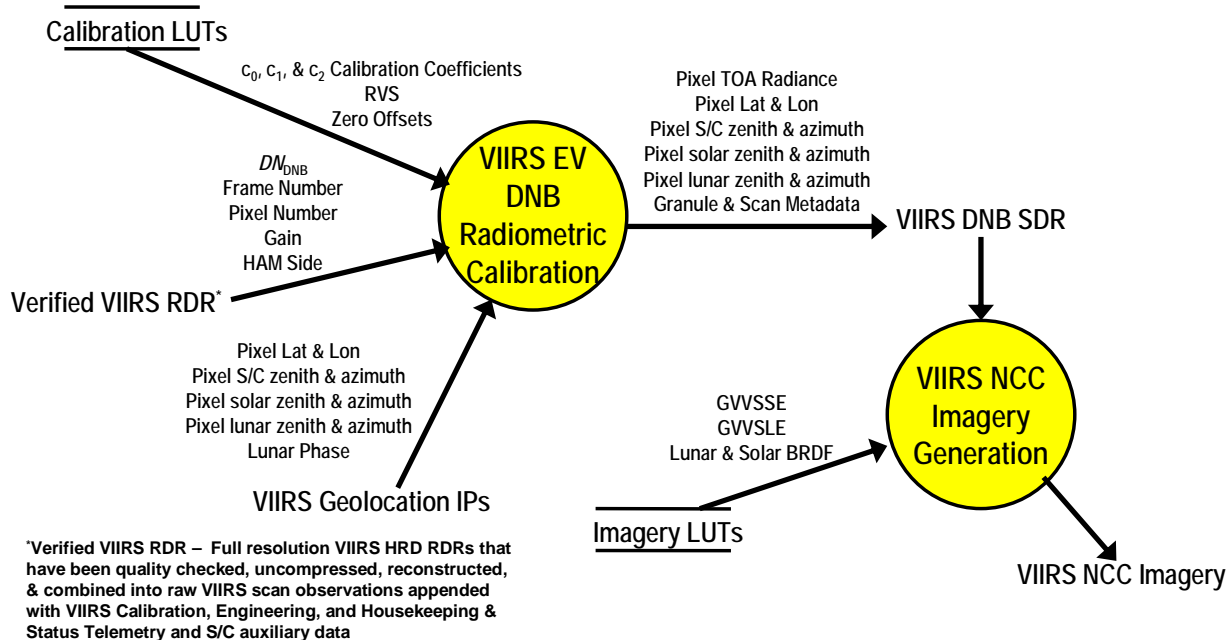 Calibration LUTs
c0, c1, & c2 Calibration Coefficients
RVS
Zero Offsets
DNDNB
Frame Number
Pixel Number
Gain
HAM Side
Verified VIIRS RDR*
Pixel Lat & Lon
Pixel S/C zenith & azimuth
Pixel solar zenith & azimuth
Pixel lunar zenith & azimuth
Lunar Phase
VIIRS Geolocation IPs
VIIRS EV
DNB
Radiometric
Calibration
Pixel TOA Radiance
Pixel Lat & Lon
Pixel S/C zenith & azimuth
Pixel solar zenith & azimuth
Pixel lunar zenith & azimuth
Granule & Scan Metadata
VIIRS DNB SDR
VIIRS NCC
Imagery
Generation
GVVSSE
GVVSLE
Lunar & Solar BRDF
Imagery LUTs
VIIRS NCC Imagery
*Verified VIIRS RDR – Full resolution VIIRS HRD RDRs that
have been quality checked, uncompressed, reconstructed,
& combined into raw VIIRS scan observations appended
with VIIRS Calibration, Engineering, and Housekeeping &
Status Telemetry and S/C auxiliary data